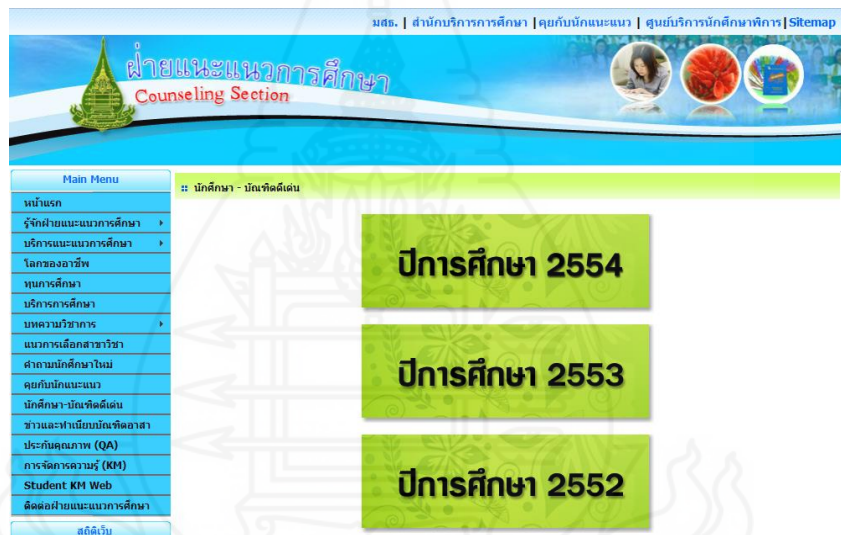 มสธ. | สำนักบริการการศึกษา |คุยกับนักแนะแนว | ศูนย์บริการนักศึกษาพิการ|Sitemap
ฝ่ายแนะแนวการศึกษา
Counseling Section
Main Menu
หน้าแรก
รู้จักฝ่ายแนะแนวการศึกษา
บริการแนะแนวการศึกษา
โลกของอาชีพ
ทุนการศึกษา
บริการการศึกษา
บทความวิชาการ
แนวการเลือกสาขาวิชา
คำถามนักศึกษาใหม่
คุยกับนักแนะแนว
นักศึกษา-บัณฑิตดีเด่น
ข่าวและทำเนียบบัณฑิตอาสา
ประกันคุณภาพ (QA)
การจัดการความรู้ (KM)
Student KM Web
ติดต่อฝ่ายแนะแนวการศึกษา
สถิติเว็บ
นักศึกษา - บัณฑิตดีเด่น
ปีการศึกษา 2554
ปีการศึกษา 2553
ปีการศึกษา 2552